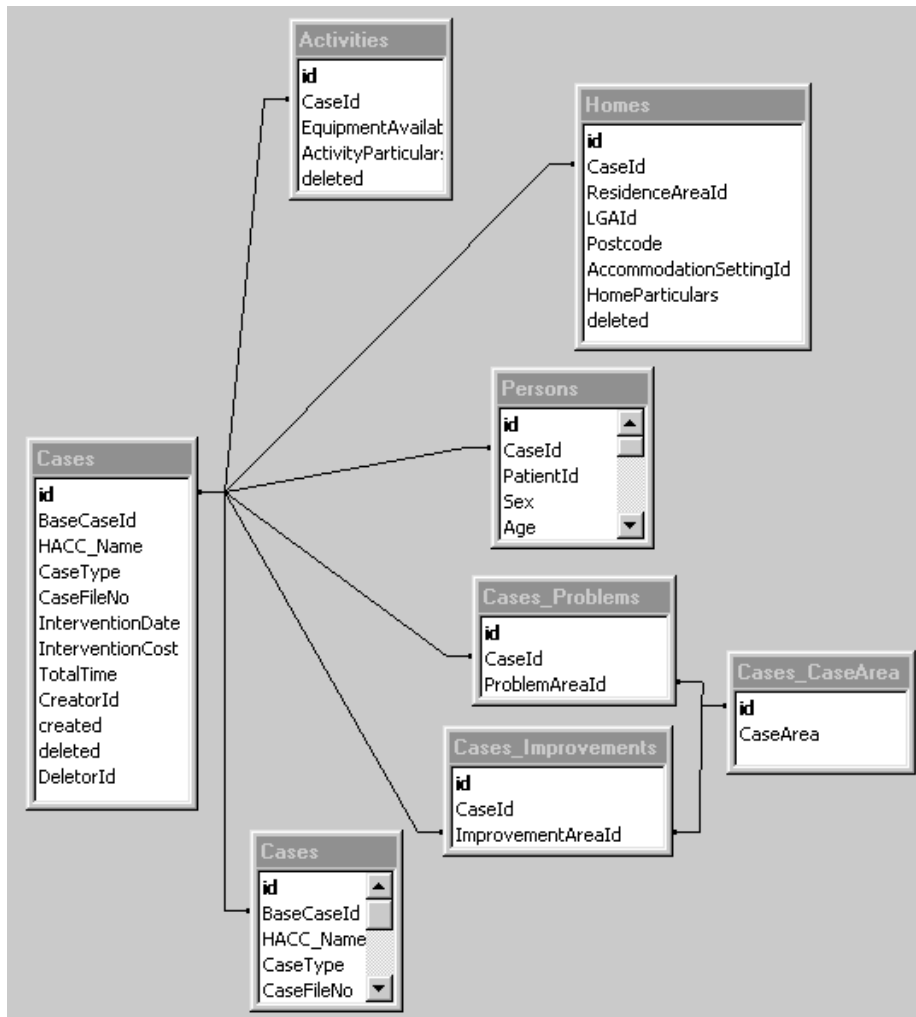 Activities
id
CaseId
EquipmentAvailab
ActivityParticulars
deleted
Homes
id
CaseId
ResidenceAreaId
LGAId
Postcode
AccommodationSettingId
HomeParticulars
deleted
Persons
id
CaseId
PatientId
Sex
Age
Cases
id
BaseCaseId
HACC_Name
CaseType
CaseFileNo
InterventionDate
InterventionCost
TotalTime
CreatorId
created
deleted
DeletorId
Cases_Problems
id
CaseId
ProblemAreaId
Cases_CaseArea
id
CaseArea
Cases_Improvements
id
CaseId
ImprovementAreaId
Cases
id
BaseCaseId
HACC_Name
CaseType
CaseFileNo